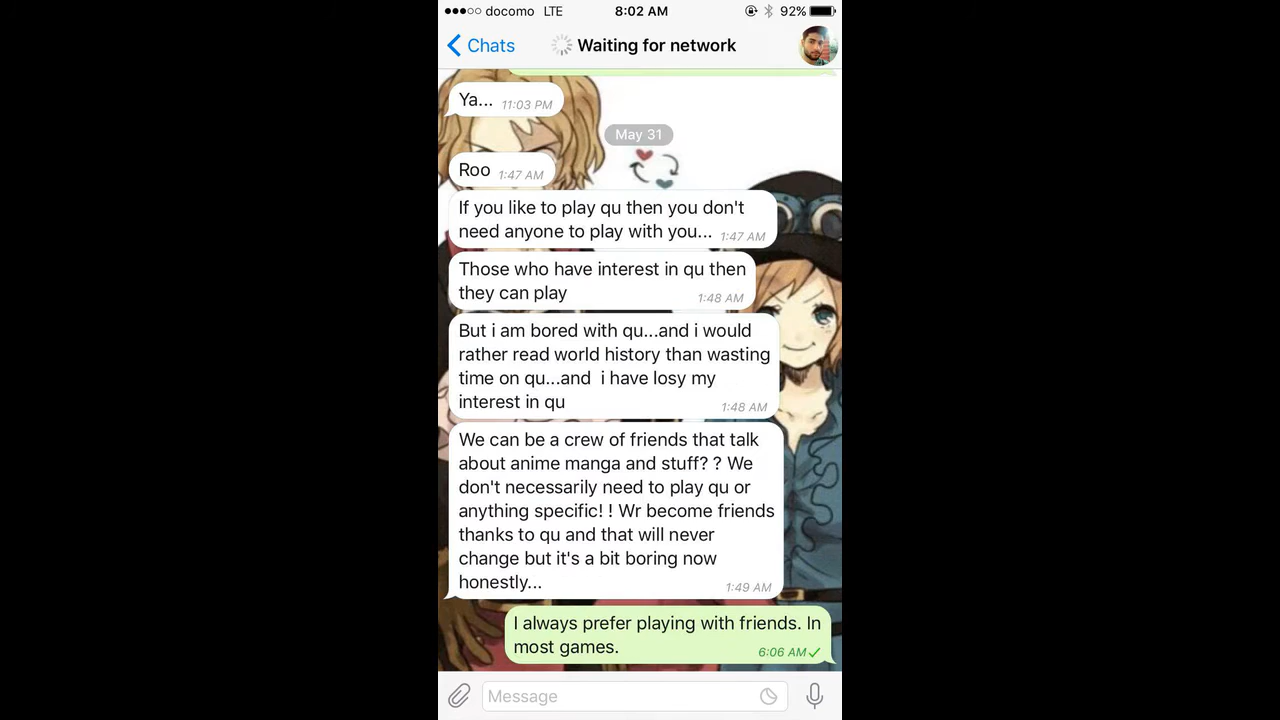 docomo LTE 8:02 AM 92%
Chats Waiting for network
Ya... 11:03 PM
May 31
Roo 1:47 AM
If you like to play qu then you don't
need anyone to play with you... 1:47 AM
Those who have interest in qu then
they can play 1:48 AM
But i am bored with qu...and i would
rather read world history than wasting
time on qu...and i have losy my
interest in qu 1:48 AM
We can be a crew of friends that talk
about anime manga and stuff? ? We
don't necessarily need to play qu or
anything specific! ! Wr become friends
thanks to qu and that will never
change but it's a bit boring now
honestly... 1:49 AM
I always prefer playing with friends. In
most games. 6:06 AM
Message